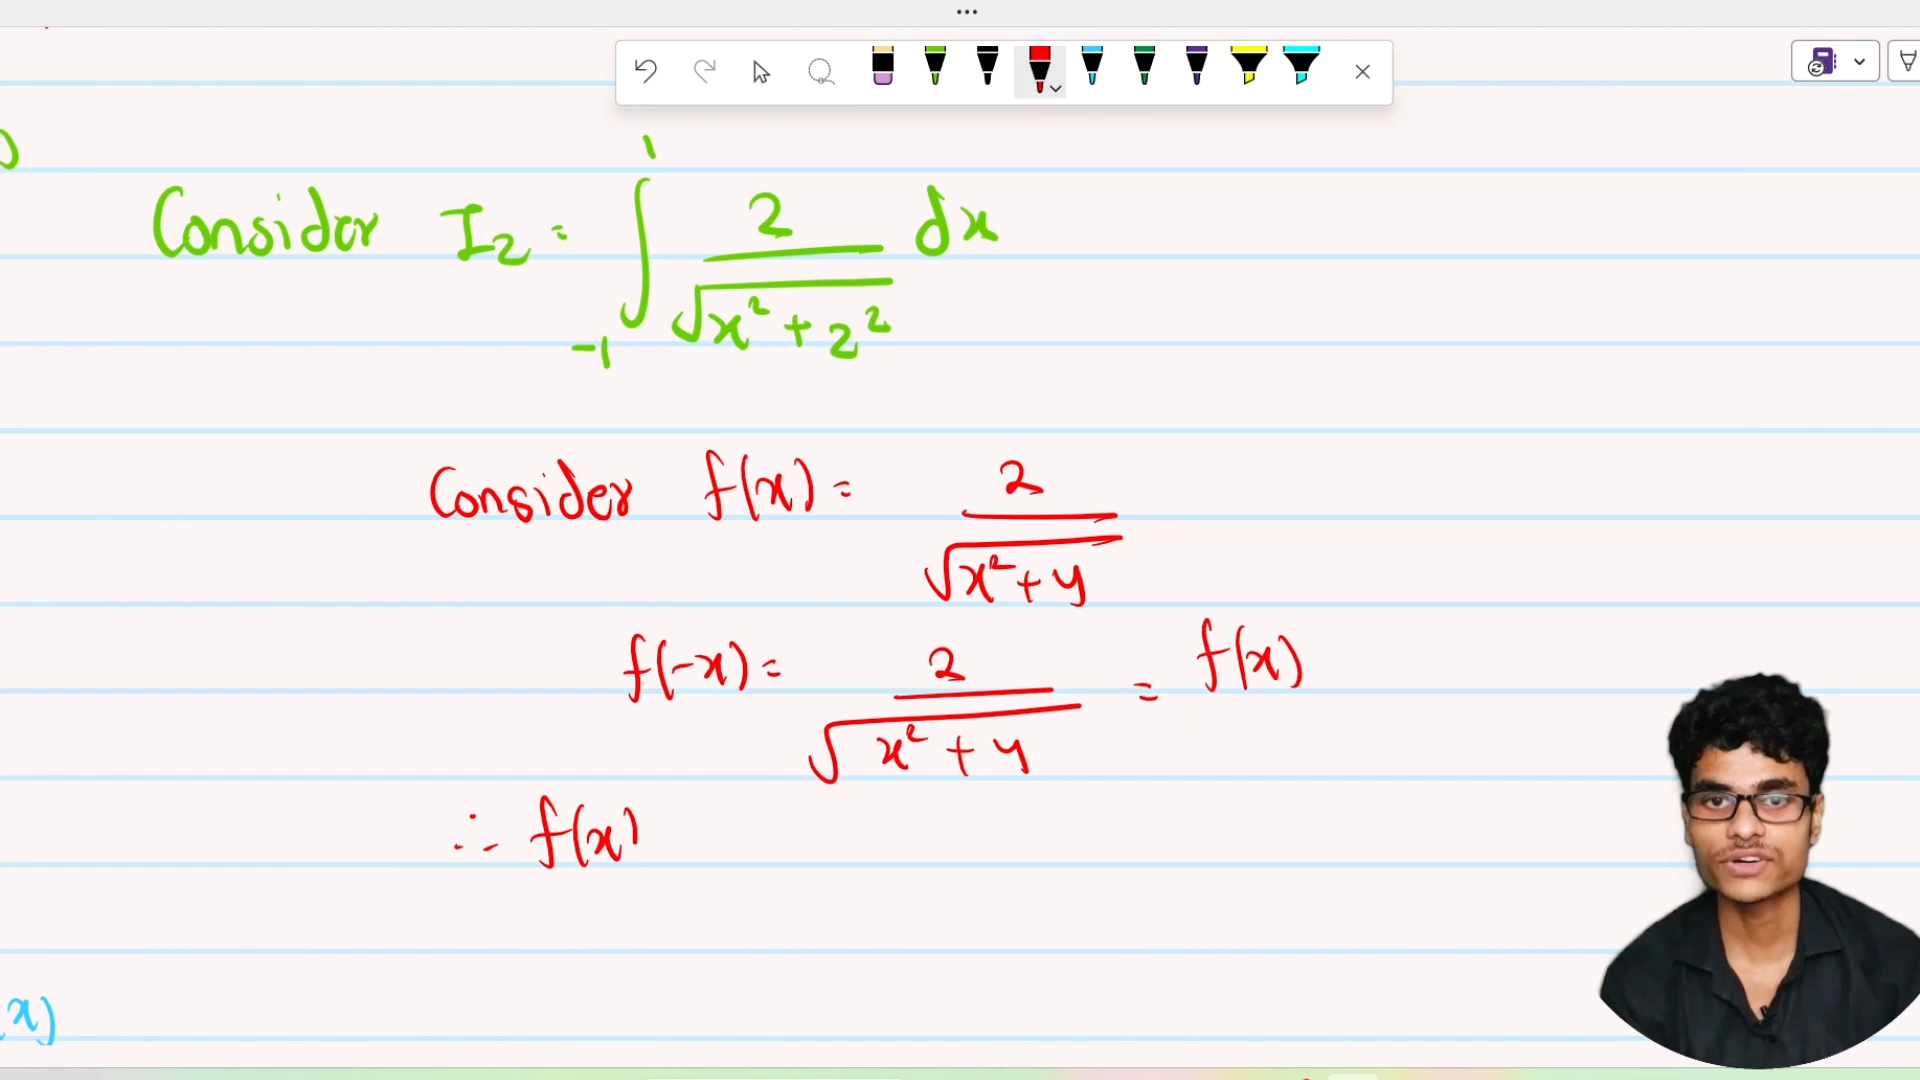 Consider I₂ = ∫₋₁¹ 2/√(x² + 2²) dx
Consider f(x) = 2/√(x² + 4)
f(-x) = 2/√(x² + 4) = f(x)
∴ f(x)
x)